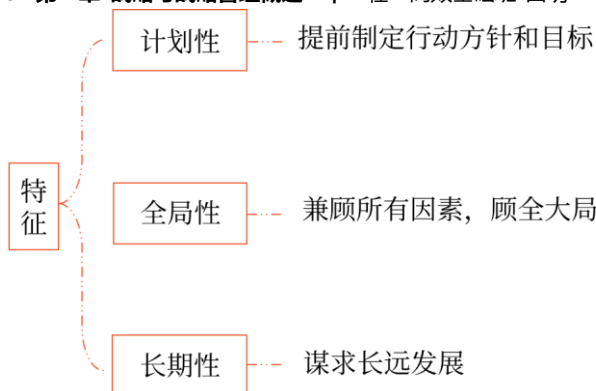 计划性 提前制定行动方针和目标
特征
全局性 兼顾所有因素，顾全大局
长期性 谋求长远发展